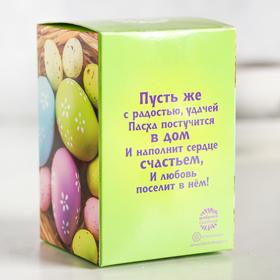 Пусть же
с радостью, удачей
Пасха постучится
в дом
И наполнит сердце
счастьем,
И любовь
поселит в нём!